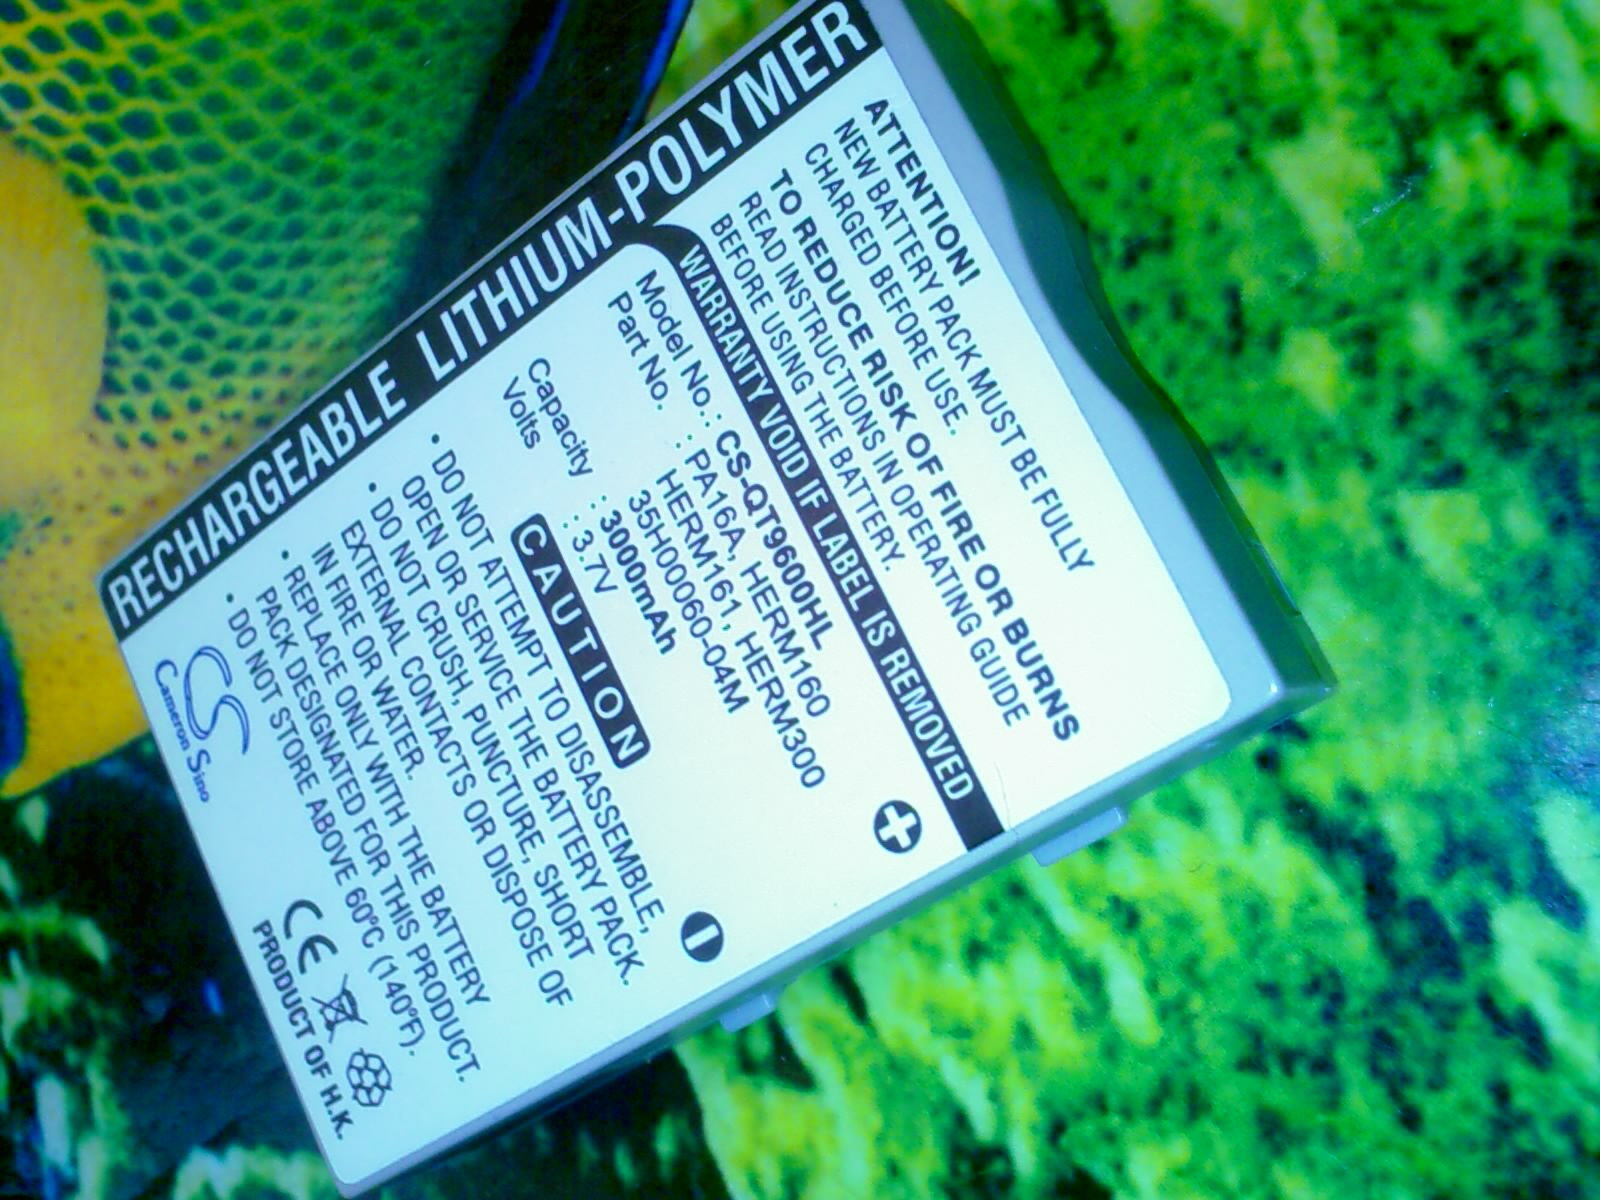 RECHARGEABLE LITHIUM-POLYMER
ATTENTION!
NEW BATTERY PACK MUST BE FULLY
CHARGED BEFORE USE.
TO REDUCE RISK OF FIRE OR BURNS
READ INSTRUCTIONS IN OPERATING GUIDE
BEFORE USING THE BATTERY.
WARRANTY VOID IF LABEL IS REMOVED
Model No.: CS-QT9600HL
Part No. : PA16A, HERM160
HERM161, HERM300
35H00060-04M
Capacity : 3000mAh
Volts : 3.7V
CAUTION
• DO NOT ATTEMPT TO DISASSEMBLE,
OPEN OR SERVICE THE BATTERY PACK.
• DO NOT CRUSH, PUNCTURE, SHORT
EXTERNAL CONTACTS OR DISPOSE OF
IN FIRE OR WATER.
• REPLACE ONLY WITH THE BATTERY
PACK DESIGNATED FOR THIS PRODUCT.
• DO NOT STORE ABOVE 60ºC (140ºF).
CS
Cameron Sino
CE
PRODUCT OF H.K.